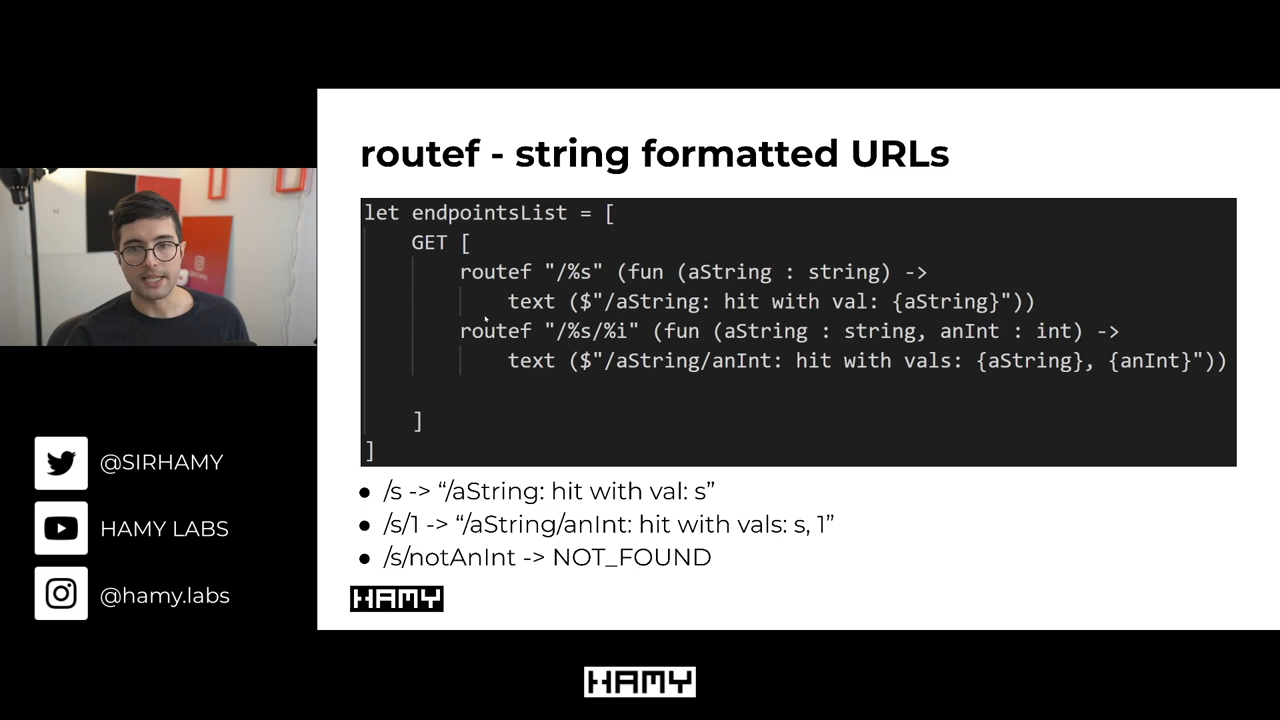 routef - string formatted URLs
let endpointsList = [
GET [
routef "/%s" (fun (aString : string) ->
text ($"/aString: hit with val: {aString}"))
routef "/%s/%i" (fun (aString : string, anInt : int) ->
text ($"/aString/anInt: hit with vals: {aString}, {anInt}"))
]
]
● /s -> “/aString: hit with val: s”
● /s/1 -> “/aString/anInt: hit with vals: s, 1”
● /s/notAnInt -> NOT_FOUND
HAMY
@SIRHAMY
HAMY LABS
@hamy.labs
HAMY